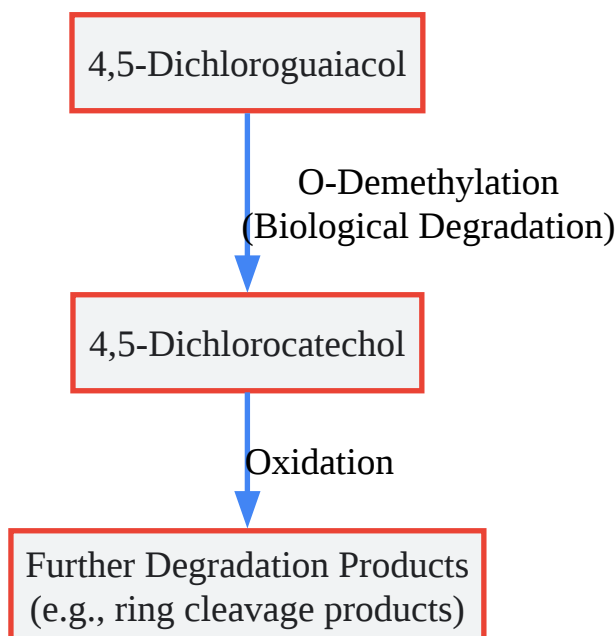 4,5-Dichloroguaiacol
O-Demethylation
(Biological Degradation)
4,5-Dichlorocatechol
Oxidation
Further Degradation Products
(e.g., ring cleavage products)